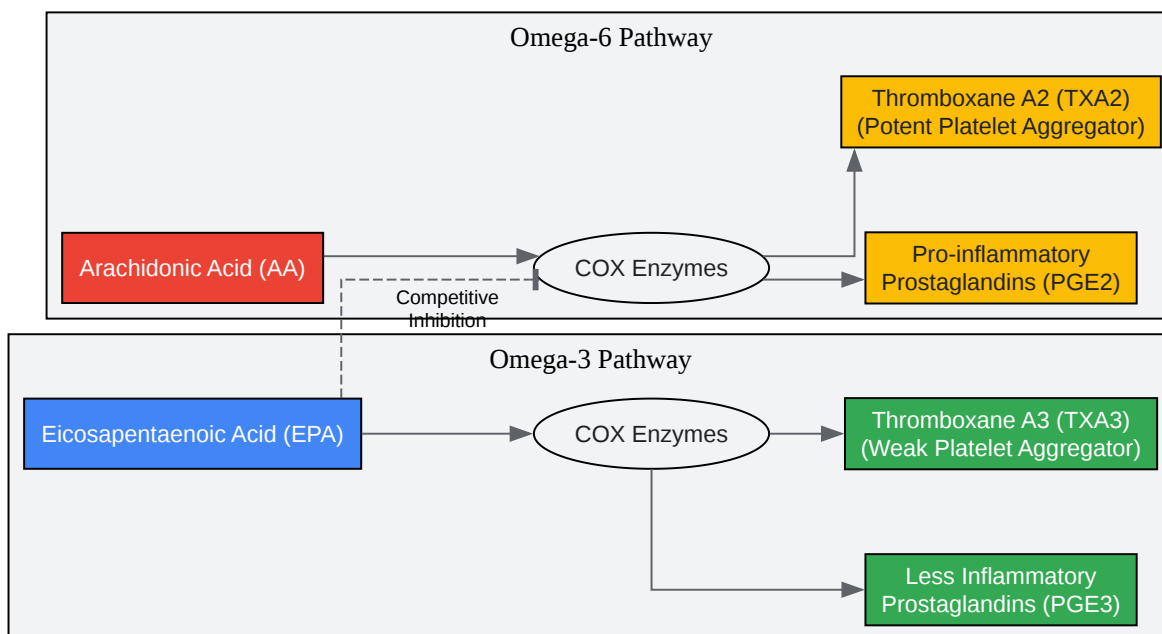 Omega-6 Pathway
Thromboxane A2 (TXA2)
(Potent Platelet Aggregator)
Arachidonic Acid (AA)
COX Enzymes
Pro-inflammatory
Prostaglandins (PGE2)
Competitive
Inhibition
Omega-3 Pathway
Eicosapentaenoic Acid (EPA)
COX Enzymes
Thromboxane A3 (TXA3)
(Weak Platelet Aggregator)
Less Inflammatory
Prostaglandins (PGE3)